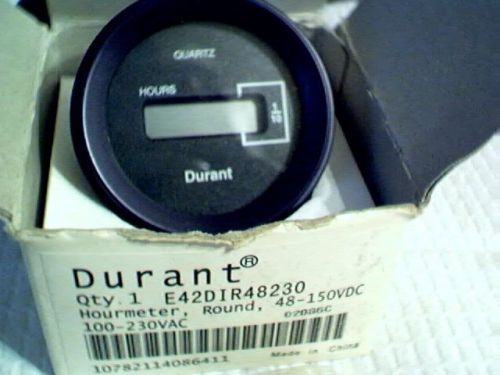 QUARTZ
HOURS
1
10
Durant
Durant®
Qty.1 E42DIR48230
Hourmeter, Round, 48-150VDC
100-230VAC 02086C
10782114086411 Made in China